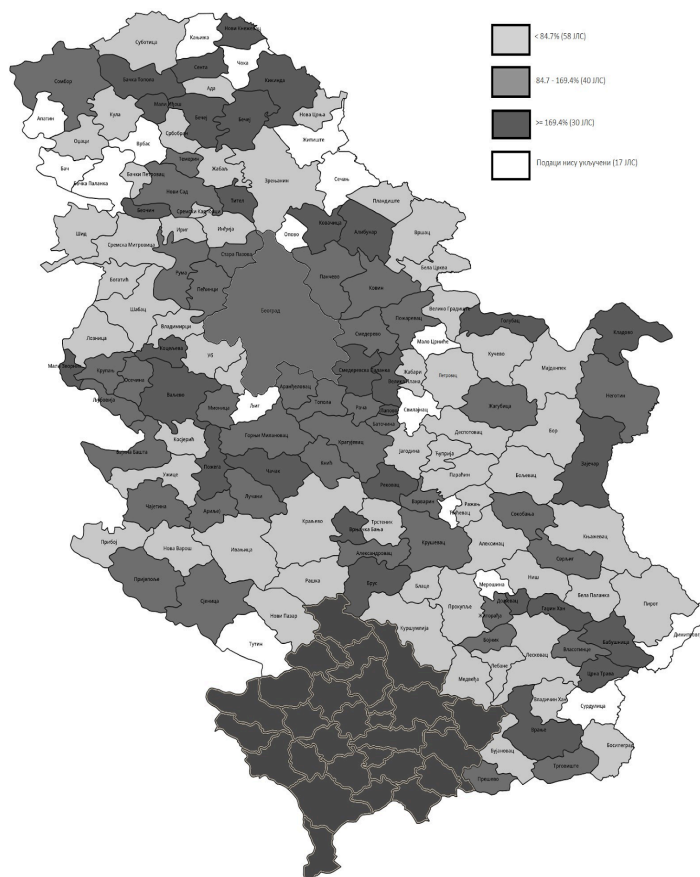 < 84.7% (58 ЈЛС)
84.7 - 169.4% (40 ЈЛС)
>= 169.4% (30 ЈЛС)
Подаци нису укључени (17 ЈЛС)
Суботица
Кањижа
Чока
Сента
Сомбор
Бачка Топола
Кикинда
Ада
Мали Иђош
Апатин
Кула
Бечеј
Нова Црња
Врбас
Србобран
Житиште
Оџаци
Темерин
Жабаљ
Зрењанин
Бач
Бачка Паланка
Бачки Петровац
Сечањ
Нови Сад
Тител
Пландиште
Беочин
Сремски Карловци
Шид
Сремска Митровица
Ириг
Инђија
Опово
Ковачица
Алибунар
Вршац
Стара Пазова
Бела Црква
Рума
Пећинци
Панчево
Ковин
Богатић
Шабац
Београд
Велико Градиште
Голубац
Кладово
Лозница
Владимирци
Смедерево
Пожаревац
Мало Црниће
Кучево
Мајданпек
Коцељева
Уб
Мали Зворник
Крупањ
Осечина
Смедеревска Паланка
Жабари
Петровац
Неготин
Љубовија
Ваљево
Мионица
Љиг
Аранђеловац
Топола
Рача
Велика Плана
Лапово
Свилајнац
Жагубица
Баточина
Бор
Косјерић
Горњи Милановац
Крагујевац
Јагодина
Деспотовац
Бајина Башта
Ћуприја
Ужице
Пожега
Чачак
Кнић
Параћин
Бољевац
Зајечар
Рековац
Чајетина
Ариље
Лучани
Варварин
Ражањ
Ћићевац
Сокобања
Краљево
Трстеник
Врњачка Бања
Крушевац
Књажевац
Прибој
Нова Варош
Ивањица
Александровац
Алексинац
Сврљиг
Пријепоље
Сјеница
Рашка
Брус
Блаце
Прокупље
Мерошина
Ниш
Бела Паланка
Пирот
Нови Пазар
Куршумлија
Житорађа
Дољевац
Гаџин Хан
Бабушница
Димитровград
Тутин
Бојник
Лесковац
Власотинце
Медвеђа
Лебане
Црна Трава
Владичин Хан
Сурдулица
Врање
Бујановац
Босилеград
Прешево
Трговиште